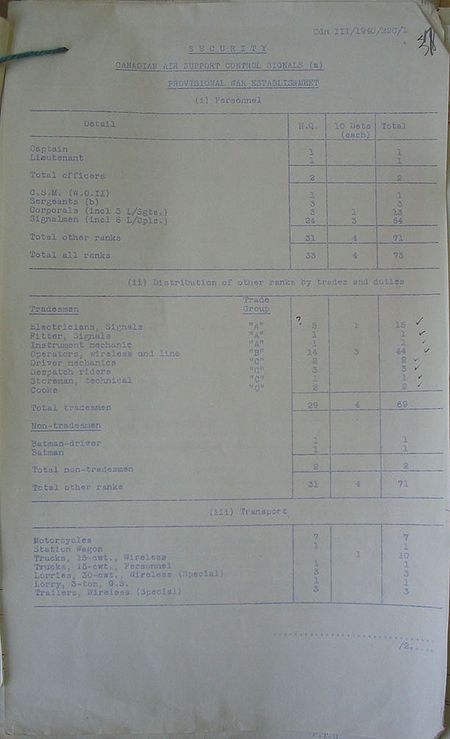 Cdn III/1940/22C/1
S E C U R I T Y
CANADIAN AIR SUPPORT CONTROL SIGNALS (a)
PROVISIONAL WAR ESTABLISHMENT
(i) Personnel
Detail H.Q. 10 Dets (each) Total
Captain 1 1
Lieutenant 1 1
Total officers 2 2
C.S.M. (W.O.II) 1 1
Sergeants (b) 3 3
Corporals (incl 3 L/Sgts.) 3 1 13
Signalmen (incl 6 L/Cpls.) 24 3 54
Total other ranks 31 4 71
Total all ranks 33 4 73
(ii) Distribution of other ranks by trades and duties
Tradesmen Trade Group
Electricians, Signals "A" ? 5 1 15 ✓
Fitter, Signals "A" 1 1 ✓
Instrument mechanic "A" 1 1 ✓
Operators, wireless and line "B" 14 3 44 ✓
Driver mechanics "C" 2 2 ✓
Despatch riders "C" 3 3 ✓
Storeman, technical "C" 1 1 ✓
Cooks "C" 2 2
Total tradesmen 29 4 69
Non-tradesmen
Batman-driver 1 1
Batman 1 1
Total non-tradesmen 2 2
Total other ranks 31 4 71
(iii) Transport
Motorcycles 7 7
Station Wagon 1 1
Trucks, 15-cwt., Wireless 1 10
Trucks, 15-cwt., Personnel 1 1
Lorries, 30-cwt., Wireless (Special) 3 3
Lorry, 3-ton, G.S. 1 1
Trailers, Wireless (Special) 3 3
/2.....